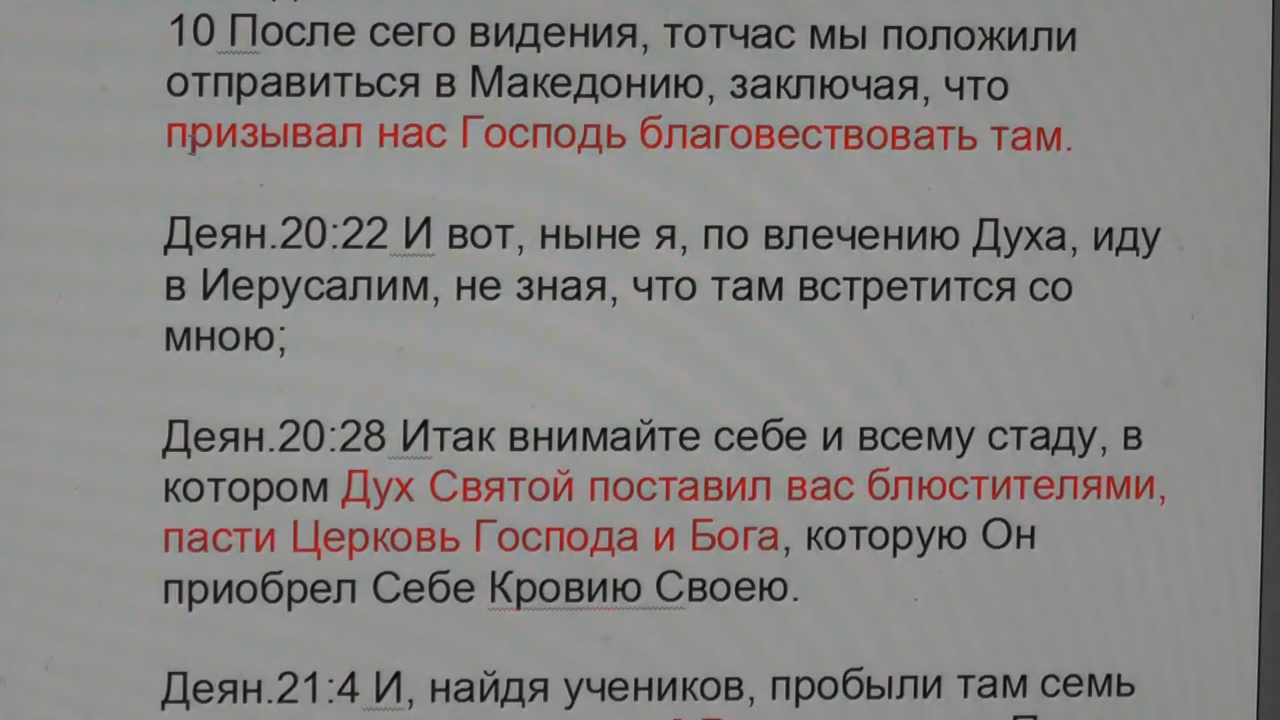 10 После сего видения, тотчас мы положили
отправиться в Македонию, заключая, что
призывал нас Господь благовествовать там.
Деян.20:22 И вот, ныне я, по влечению Духа, иду
в Иерусалим, не зная, что там встретится со
мною;
Деян.20:28 Итак внимайте себе и всему стаду, в
котором Дух Святой поставил вас блюстителями,
пасти Церковь Господа и Бога, которую Он
приобрел Себе Кровию Своею.
Деян.21:4 И, найдя учеников, пробыли там семь